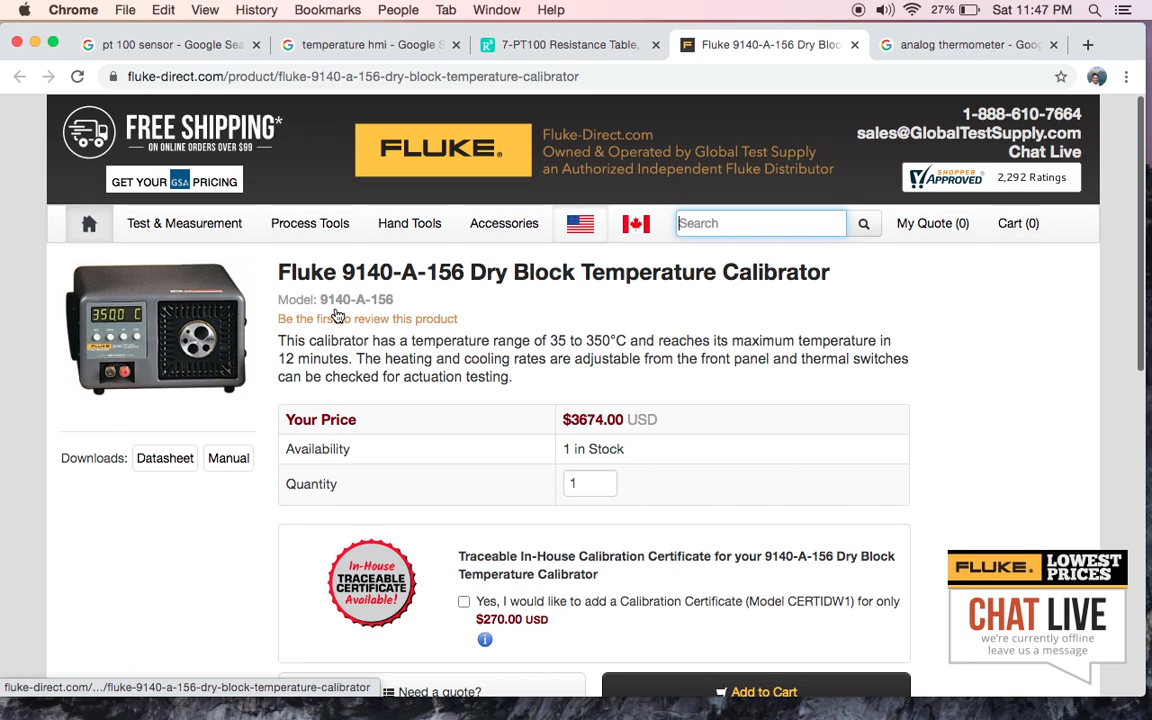 Chrome File Edit View History Bookmarks People Tab Window Help 27% Sat 11:47 PM
pt 100 sensor - Google Sea
temperature hmi - Google S
7-PT100 Resistance Table,
Fluke 9140-A-156 Dry Bloc
analog thermometer - Goog
fluke-direct.com/product/fluke-9140-a-156-dry-block-temperature-calibrator
FREE SHIPPING*
ON ONLINE ORDERS OVER $99
GET YOUR GSA PRICING
FLUKE®
Fluke-Direct.com
Owned & Operated by Global Test Supply
an Authorized Independent Fluke Distributor
1-888-610-7664
sales@GlobalTestSupply.com
Chat Live
SHOPPER APPROVED 2,292 Ratings
Test & Measurement Process Tools Hand Tools Accessories Search My Quote (0) Cart (0)
Fluke 9140-A-156 Dry Block Temperature Calibrator
Model: 9140-A-156
Be the first to review this product
This calibrator has a temperature range of 35 to 350°C and reaches its maximum temperature in
12 minutes. The heating and cooling rates are adjustable from the front panel and thermal switches
can be checked for actuation testing.
350.0 C
FLUKE
Your Price $3674.00 USD
Availability 1 in Stock
Quantity 1
Downloads: Datasheet Manual
In-House
TRACEABLE
CERTIFICATE
Available!
Traceable In-House Calibration Certificate for your 9140-A-156 Dry Block
Temperature Calibrator
Yes, I would like to add a Calibration Certificate (Model CERTIDW1) for only
$270.00 USD
i
FLUKE® LOWEST PRICES
CHAT LIVE
we're currently offline
leave us a message
fluke-direct.com/.../fluke-9140-a-156-dry-block-temperature-calibrator
Need a quote?
Add to Cart